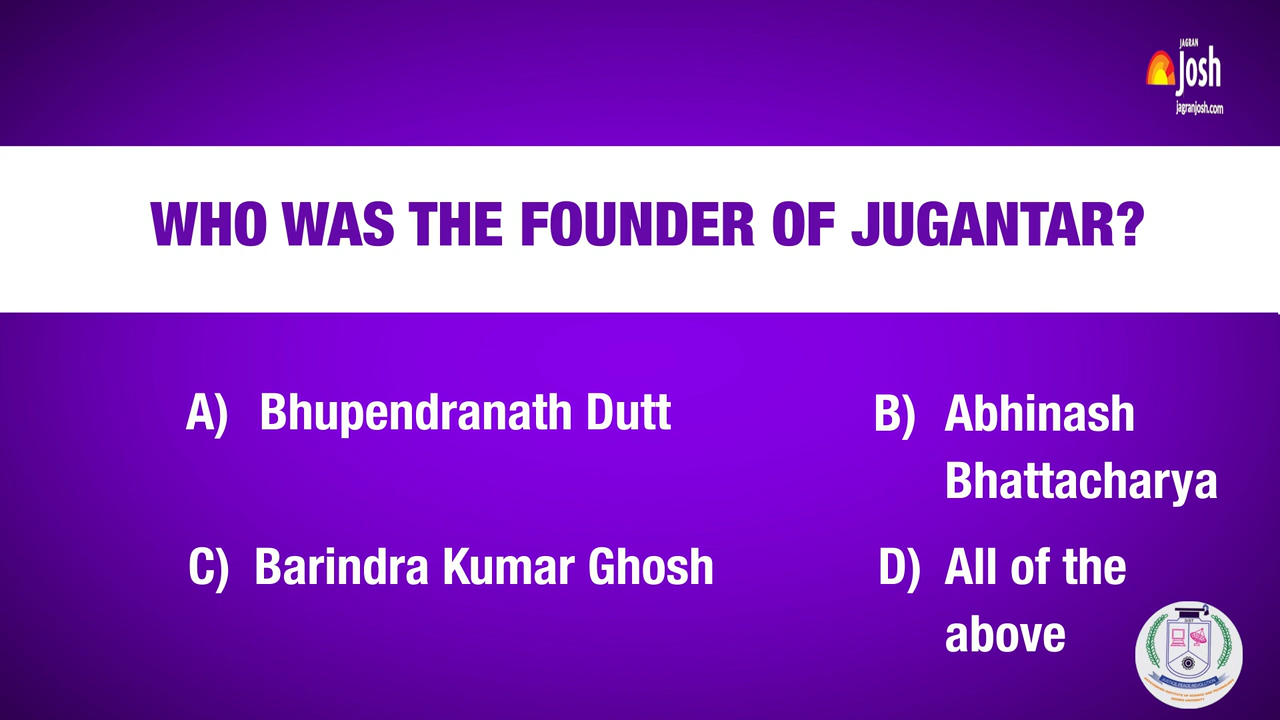 JAGRAN
Josh
jagranjosh.com
WHO WAS THE FOUNDER OF JUGANTAR?
A) Bhupendranath Dutt
B) Abhinash
Bhattacharya
C) Barindra Kumar Ghosh
D) All of the
above